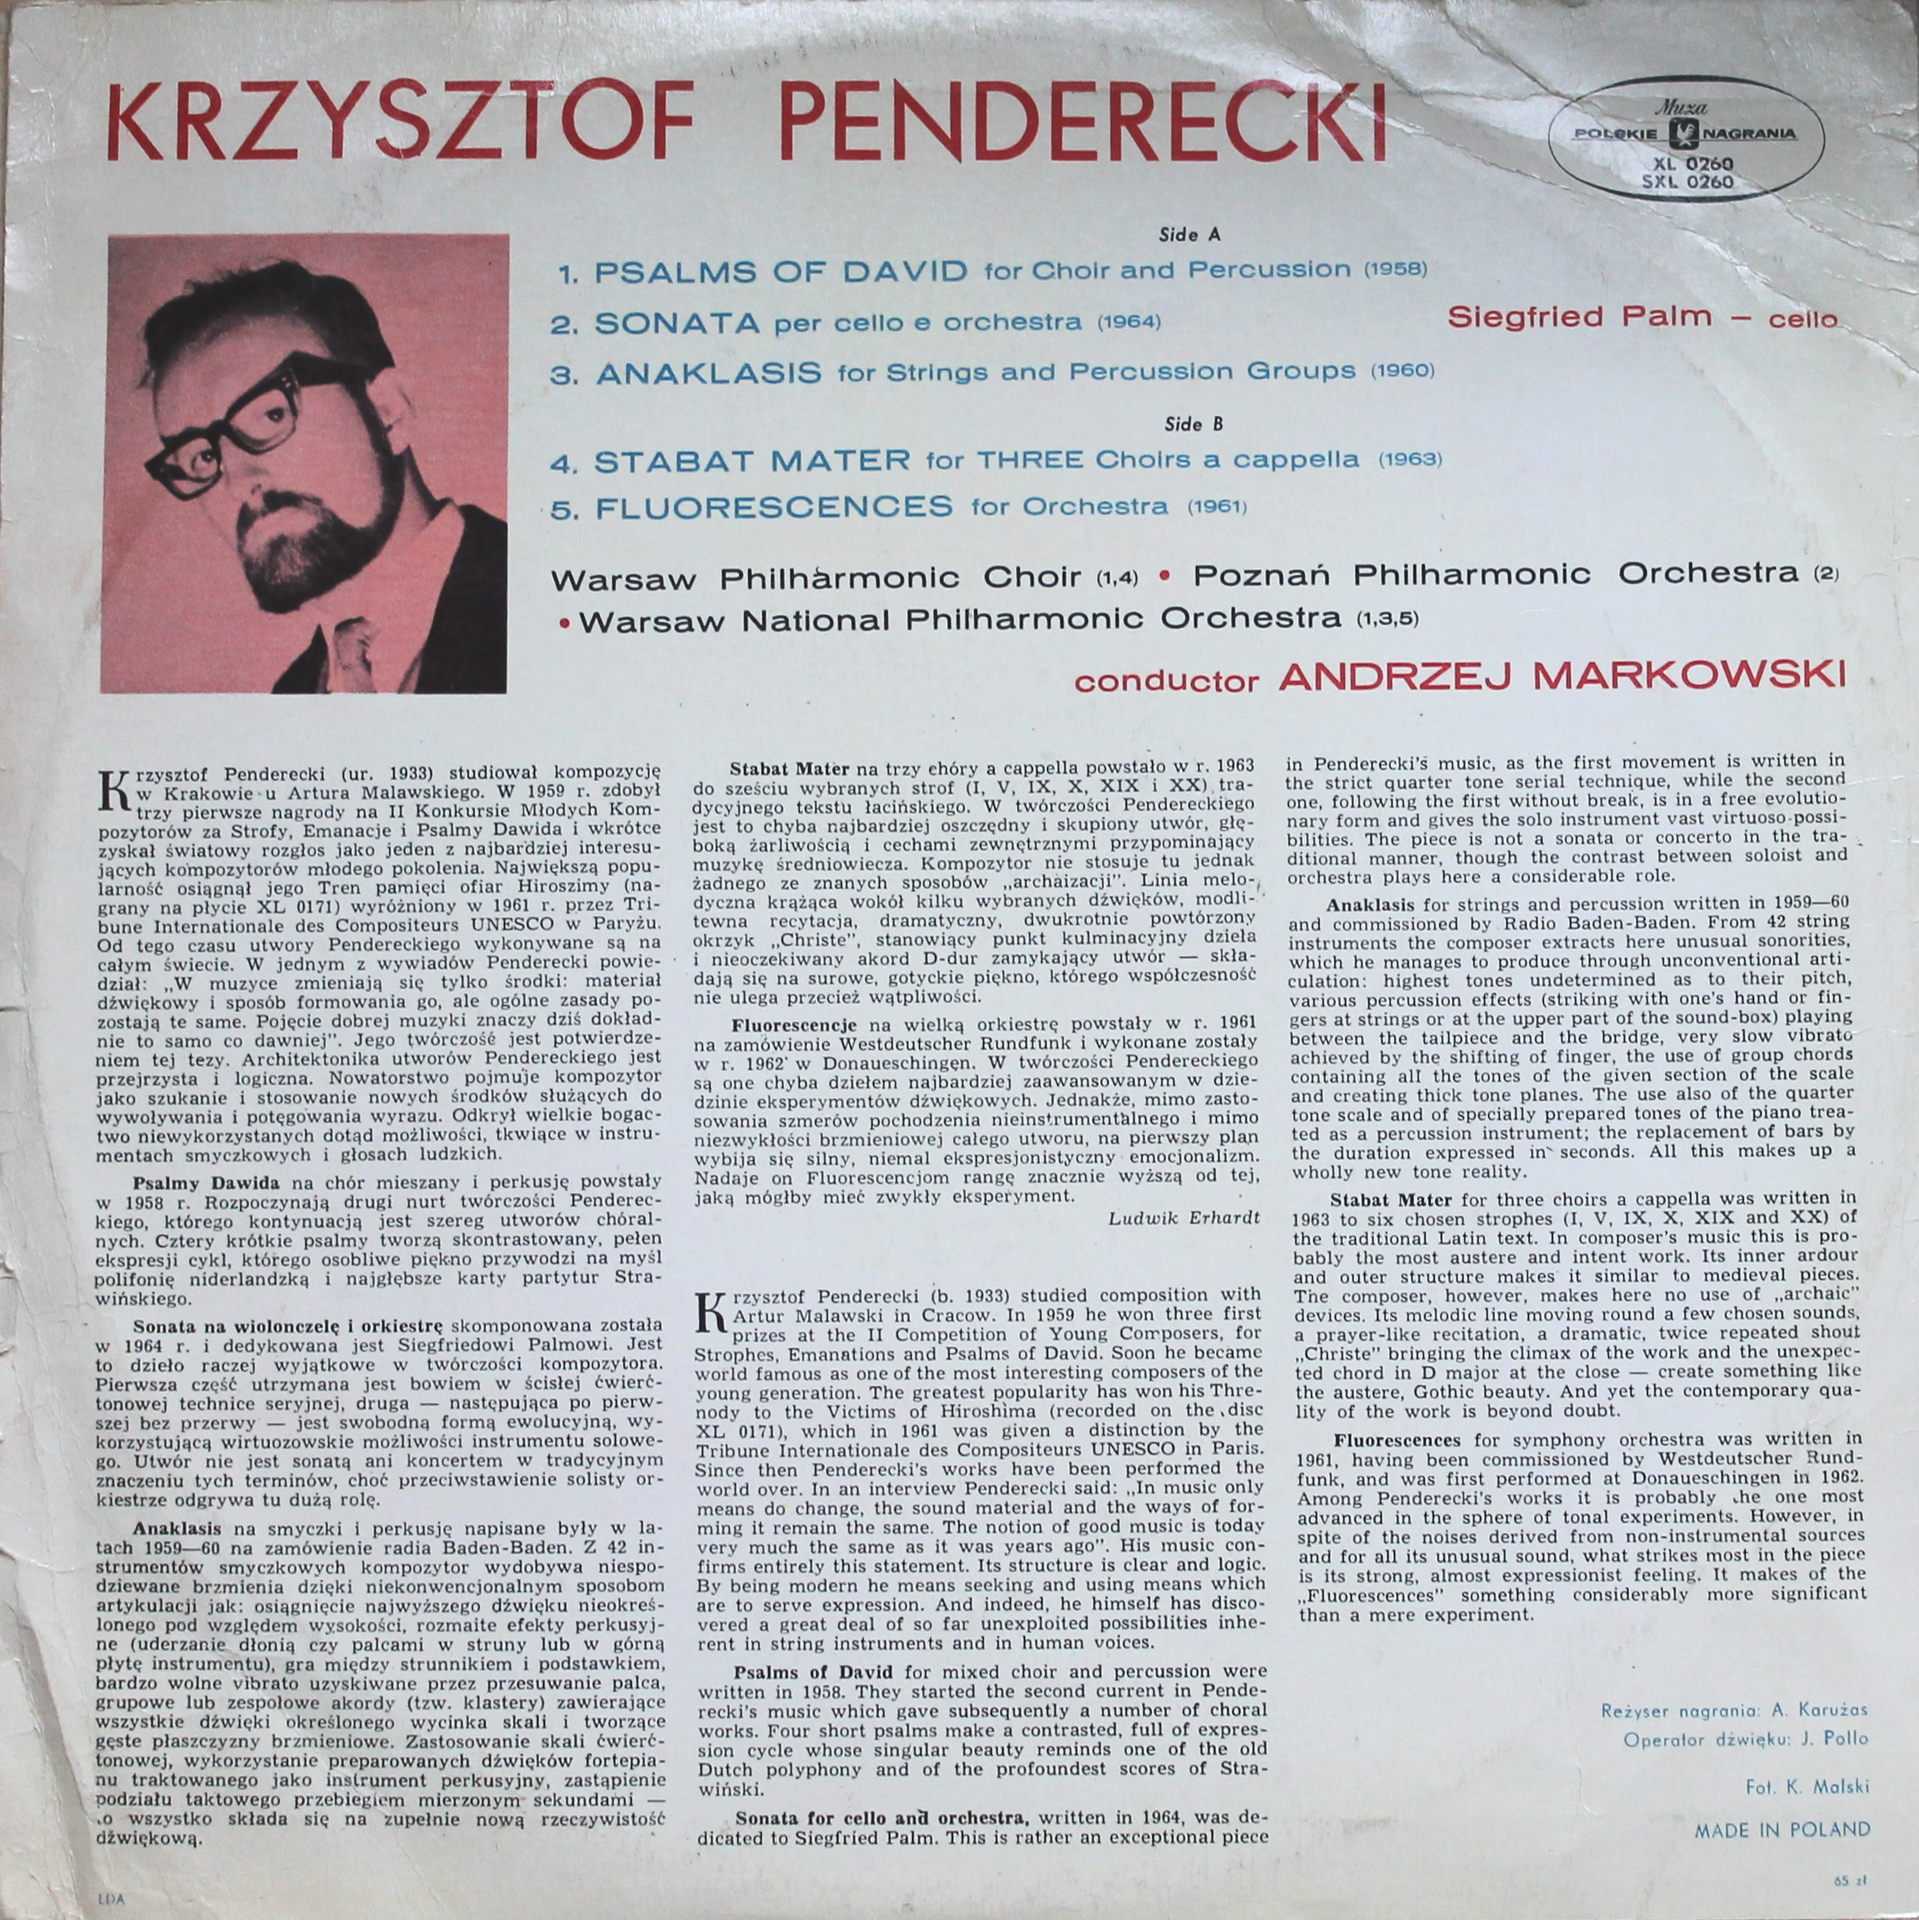 KRZYSZTOF PENDERECKI
Muza
POLSKIE NAGRANIA
XL 0260
SXL 0260
Side A
1. PSALMS OF DAVID for Choir and Percussion (1958)
2. SONATA per cello e orchestra (1964)
Siegfried Palm – cello
3. ANAKLASIS for Strings and Percussion Groups (1960)
Side B
4. STABAT MATER for THREE Choirs a cappella (1963)
5. FLUORESCENCES for Orchestra (1961)
Warsaw Philharmonic Choir (1,4) • Poznań Philharmonic Orchestra (2)
• Warsaw National Philharmonic Orchestra (1,3,5)
conductor ANDRZEJ MARKOWSKI
Krzysztof Penderecki (ur. 1933) studiował kompozycję
w Krakowie u Artura Malawskiego. W 1959 r. zdobył
trzy pierwsze nagrody na II Konkursie Młodych Kom-
pozytorów za Strofy, Emanacje i Psalmy Dawida i wkrótce
zyskał światowy rozgłos jako jeden z najbardziej interesu-
jących kompozytorów młodego pokolenia. Największą popu-
larność osiągnął jego Tren pamięci ofiar Hiroszimy (na-
grany na płycie XL 0171) wyróżniony w 1961 r. przez Tri-
bune Internationale des Compositeurs UNESCO w Paryżu.
Od tego czasu utwory Pendereckiego wykonywane są na
całym świecie. W jednym z wywiadów Penderecki powie-
dział: „W muzyce zmieniają się tylko środki: materiał
dźwiękowy i sposób formowania go, ale ogólne zasady po-
zostają te same. Pojęcie dobrej muzyki znaczy dziś dokład-
nie to samo co dawniej”. Jego twórczość jest potwierdze-
niem tej tezy. Architektonika utworów Pendereckiego jest
przejrzysta i logiczna. Nowatorstwo pojmuje kompozytor
jako szukanie i stosowanie nowych środków służących do
wywoływania i potęgowania wyrazu. Odkrył wielkie bogac-
two niewykorzystanych dotąd możliwości, tkwiące w instru-
mentach smyczkowych i głosach ludzkich.
Psalmy Dawida na chór mieszany i perkusję powstały
w 1958 r. Rozpoczynają drugi nurt twórczości Penderec-
kiego, którego kontynuacją jest szereg utworów chóral-
nych. Cztery krótkie psalmy tworzą skontrastowany, pełen
ekspresji cykl, którego osobliwe piękno przywodzi na myśl
polifonię niderlandzką i najgłębsze karty partytur Stra-
wińskiego.
Sonata na wiolonczelę i orkiestrę skomponowana została
w 1964 r. i dedykowana jest Siegfriedowi Palmowi. Jest
to dzieło raczej wyjątkowe w twórczości kompozytora.
Pierwsza część utrzymana jest bowiem w ścisłej ćwierć-
tonowej technice seryjnej, druga — następująca po pierw-
szej bez przerwy — jest swobodną formą ewolucyjną, wy-
korzystującą wirtuozowskie możliwości instrumentu solowe-
go. Utwór nie jest sonatą ani koncertem w tradycyjnym
znaczeniu tych terminów, choć przeciwstawienie solisty or-
kiestrze odgrywa tu dużą rolę.
Anaklasis na smyczki i perkusję napisane były w la-
tach 1959—60 na zamówienie radia Baden-Baden. Z 42 in-
strumentów smyczkowych kompozytor wydobywa niespo-
dziewane brzmienia dzięki niekonwencjonalnym sposobom
artykulacji jak: osiągnięcie najwyższego dźwięku nieokreś-
lonego pod względem wysokości, rozmaite efekty perkusyj-
ne (uderzanie dłonią czy palcami w struny lub w górną
płytę instrumentu), gra między strunnikiem i podstawkiem,
bardzo wolne vibrato uzyskiwane przez przesuwanie palca,
grupowe lub zespołowe akordy (tzw. klastery) zawierające
wszystkie dźwięki określonego wycinka skali i tworzące
gęste płaszczyzny brzmieniowe. Zastosowanie skali ćwierć-
tonowej, wykorzystanie preparowanych dźwięków fortepia-
nu traktowanego jako instrument perkusyjny, zastąpienie
podziału taktowego przebiegiem mierzonym sekundami —
to wszystko składa się na zupełnie nową rzeczywistość
dźwiękową.
Stabat Mater na trzy chóry a cappella powstało w r. 1963
do sześciu wybranych strof (I, V, IX, X, XIX i XX) tra-
dycyjnego tekstu łacińskiego. W twórczości Pendereckiego
jest to chyba najbardziej oszczędny i skupiony utwór, głę-
boką żarliwością i cechami zewnętrznymi przypominający
muzykę średniowiecza. Kompozytor nie stosuje tu jednak
żadnego ze znanych sposobów „archaizacji”. Linia melo-
dyczna krążąca wokół kilku wybranych dźwięków, modli-
tewna recytacja, dramatyczny, dwukrotnie powtórzony
okrzyk „Christe”, stanowiący punkt kulminacyjny dzieła
i nieoczekiwany akord D-dur zamykający utwór — skła-
dają się na surowe, gotyckie piękno, którego współczesność
nie ulega przecież wątpliwości.
Fluorescencje na wielką orkiestrę powstały w r. 1961
na zamówienie Westdeutscher Rundfunk i wykonane zostały
w r. 1962 w Donaueschingen. W twórczości Pendereckiego
są one chyba dziełem najbardziej zaawansowanym w dzie-
dzinie eksperymentów dźwiękowych. Jednakże, mimo zasto-
sowania szmerów pochodzenia nieinstrumentalnego i mimo
niezwykłości brzmieniowej całego utworu, na pierwszy plan
wybija się silny, niemal ekspresjonistyczny emocjonalizm.
Nadaje on Fluorescencjom rangę znacznie wyższą od tej,
jaką mógłby mieć zwykły eksperyment.
Ludwik Erhardt
Krzysztof Penderecki (b. 1933) studied composition with
Artur Malawski in Cracow. In 1959 he won three first
prizes at the II Competition of Young Composers, for
Strophes, Emanations and Psalms of David. Soon he became
world famous as one of the most interesting composers of the
young generation. The greatest popularity has won his Thre-
nody to the Victims of Hiroshima (recorded on the disc
XL 0171), which in 1961 was given a distinction by the
Tribune Internationale des Compositeurs UNESCO in Paris.
Since then Penderecki's works have been performed the
world over. In an interview Penderecki said: „In music only
means do change, the sound material and the ways of for-
ming it remain the same. The notion of good music is today
very much the same as it was years ago”. His music con-
firms entirely this statement. Its structure is clear and logic.
By being modern he means seeking and using means which
are to serve expression. And indeed, he himself has disco-
vered a great deal of so far unexploited possibilities inhe-
rent in string instruments and in human voices.
Psalms of David for mixed choir and percussion were
written in 1958. They started the second current in Pende-
recki's music which gave subsequently a number of choral
works. Four short psalms make a contrasted, full of expres-
sion cycle whose singular beauty reminds one of the old
Dutch polyphony and of the profoundest scores of Stra-
wiński.
Sonata for cello and orchestra, written in 1964, was de-
dicated to Siegfried Palm. This is rather an exceptional piece
in Penderecki's music, as the first movement is written in
the strict quarter tone serial technique, while the second
one, following the first without break, is in a free evolutio-
nary form and gives the solo instrument vast virtuoso possi-
bilities. The piece is not a sonata or concerto in the tra-
ditional manner, though the contrast between soloist and
orchestra plays here a considerable role.
Anaklasis for strings and percussion written in 1959—60
and commissioned by Radio Baden-Baden. From 42 string
instruments the composer extracts here unusual sonorities,
which he manages to produce through unconventional arti-
culation: highest tones undetermined as to their pitch,
various percussion effects (striking with one's hand or fin-
gers at strings or at the upper part of the sound-box) playing
between the tailpiece and the bridge, very slow vibrato
achieved by the shifting of finger, the use of group chords
containing all the tones of the given section of the scale
and creating thick tone planes. The use also of the quarter
tone scale and of specially prepared tones of the piano trea-
ted as a percussion instrument; the replacement of bars by
the duration expressed in seconds. All this makes up a
wholly new tone reality.
Stabat Mater for three choirs a cappella was written in
1963 to six chosen strophes (I, V, IX, X, XIX and XX) of
the traditional Latin text. In composer's music this is pro-
bably the most austere and intent work. Its inner ardour
and outer structure makes it similar to medieval pieces.
The composer, however, makes here no use of „archaic”
devices. Its melodic line moving round a few chosen sounds,
a prayer-like recitation, a dramatic, twice repeated shout
„Christe” bringing the climax of the work and the unexpec-
ted chord in D major at the close — create something like
the austere, Gothic beauty. And yet the contemporary qua-
lity of the work is beyond doubt.
Fluorescences for symphony orchestra was written in
1961, having been commissioned by Westdeutscher Rund-
funk, and was first performed at Donaueschingen in 1962.
Among Penderecki's works it is probably the one most
advanced in the sphere of tonal experiments. However, in
spite of the noises derived from non-instrumental sources
and for all its unusual sound, what strikes most in the piece
is its strong, almost expressionist feeling. It makes of the
„Fluorescences” something considerably more significant
than a mere experiment.
Reżyser nagrania: A. Karużas
Operator dźwięku: J. Pollo
Fot. K. Malski
MADE IN POLAND
65 zł
LDA